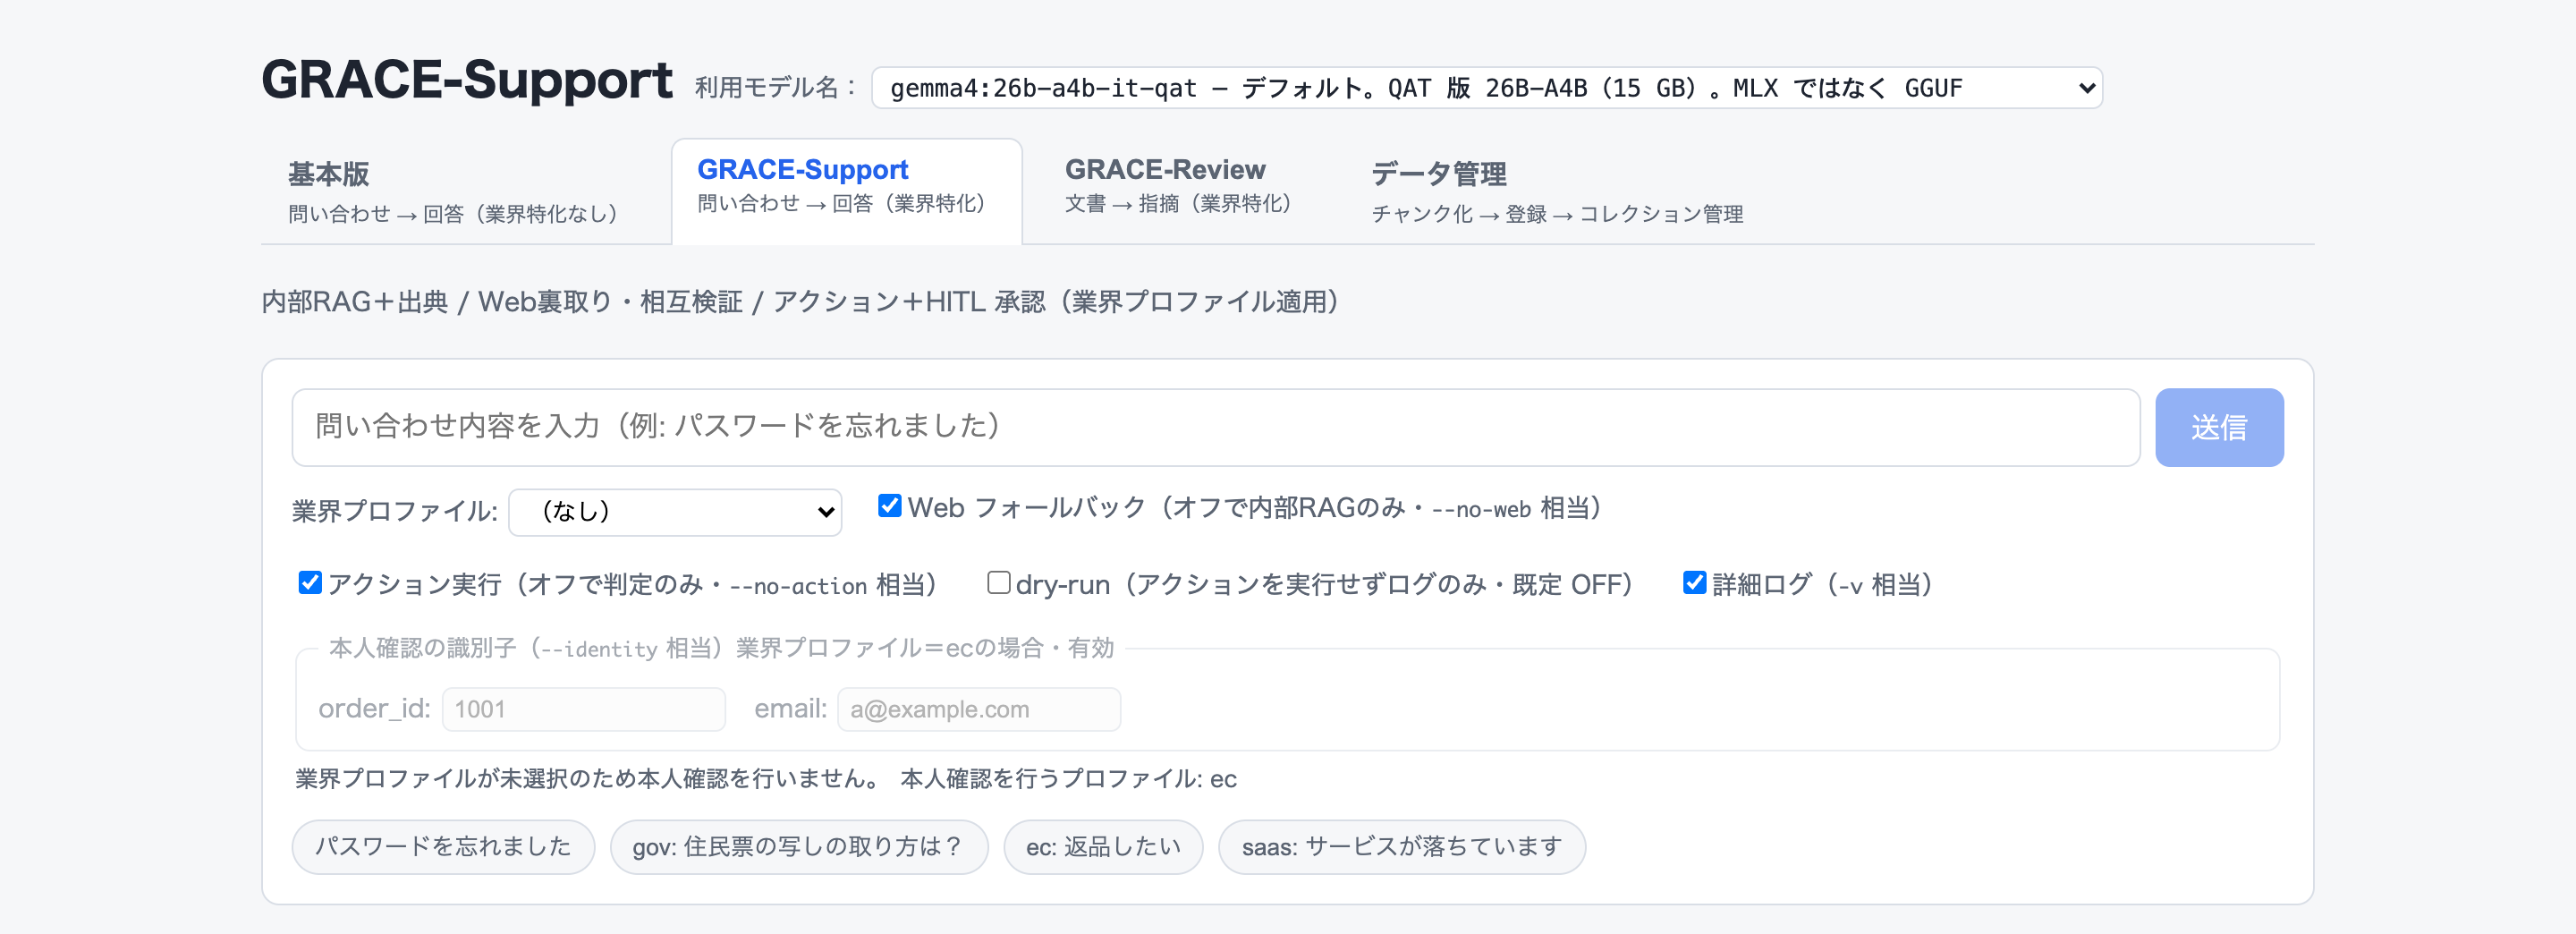 GRACE-Support 利用モデル名： gemma4:26b-a4b-it-qat — デフォルト。QAT 版 26B-A4B（15 GB）。MLX ではなく GGUF
基本版
問い合わせ → 回答（業界特化なし）
GRACE-Support
問い合わせ → 回答（業界特化）
GRACE-Review
文書 → 指摘（業界特化）
データ管理
チャンク化 → 登録 → コレクション管理
内部RAG＋出典 / Web裏取り・相互検証 / アクション＋HITL 承認（業界プロファイル適用）
問い合わせ内容を入力（例: パスワードを忘れました） 送信
業界プロファイル: （なし） Web フォールバック（オフで内部RAGのみ・--no-web 相当）
アクション実行（オフで判定のみ・--no-action 相当） dry-run（アクションを実行せずログのみ・既定 OFF） 詳細ログ（-v 相当）
本人確認の識別子（--identity 相当）業界プロファイル＝ecの場合・有効
order_id: 1001 email: a@example.com
業界プロファイルが未選択のため本人確認を行いません。 本人確認を行うプロファイル: ec
パスワードを忘れました gov: 住民票の写しの取り方は？ ec: 返品したい saas: サービスが落ちています